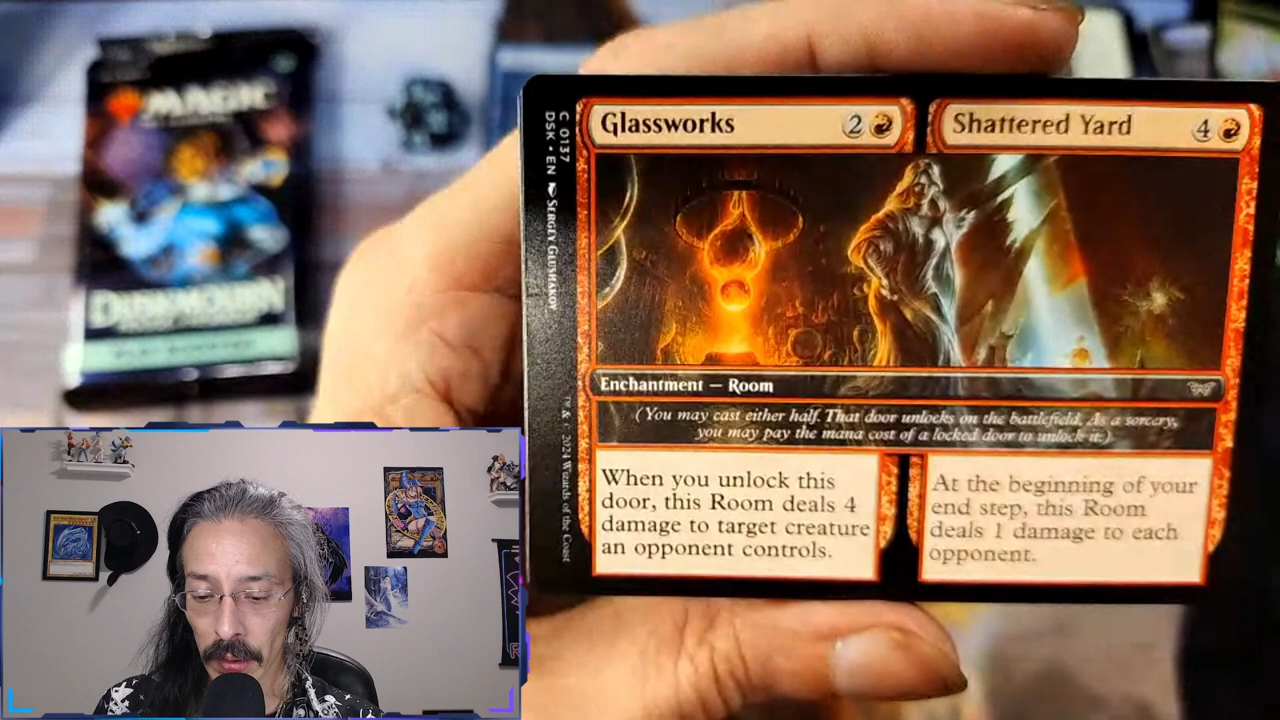 MAGIC
DUSKMOURN
C 0137
DSK • EN SERGEY GLUSHAKOV
™ & © 2024 Wizards of the Coast
Glassworks 2
Shattered Yard 4
Enchantment — Room
(You may cast either half. That door unlocks on the battlefield. As a sorcery,
you may pay the mana cost of a locked door to unlock it.)
When you unlock this
door, this Room deals 4
damage to target creature
an opponent controls.
At the beginning of your
end step, this Room
deals 1 damage to each
opponent.